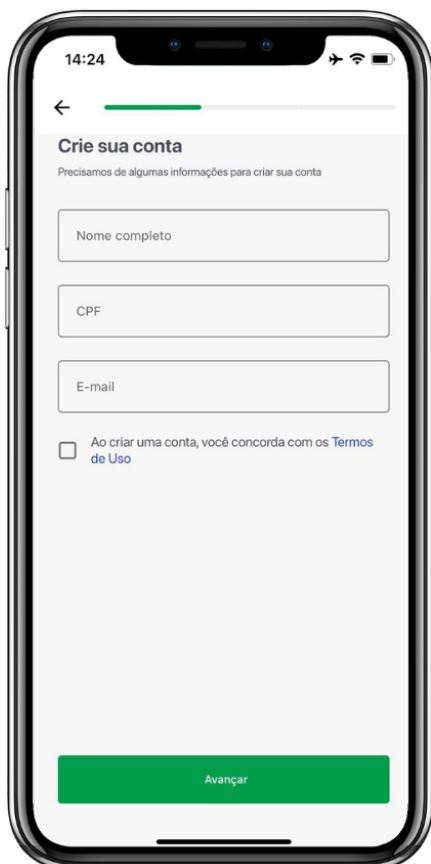 14:24
Crie sua conta
Precisamos de algumas informações para criar sua conta
Nome completo
CPF
E-mail
Ao criar uma conta, você concorda com os Termos
de Uso
Avançar